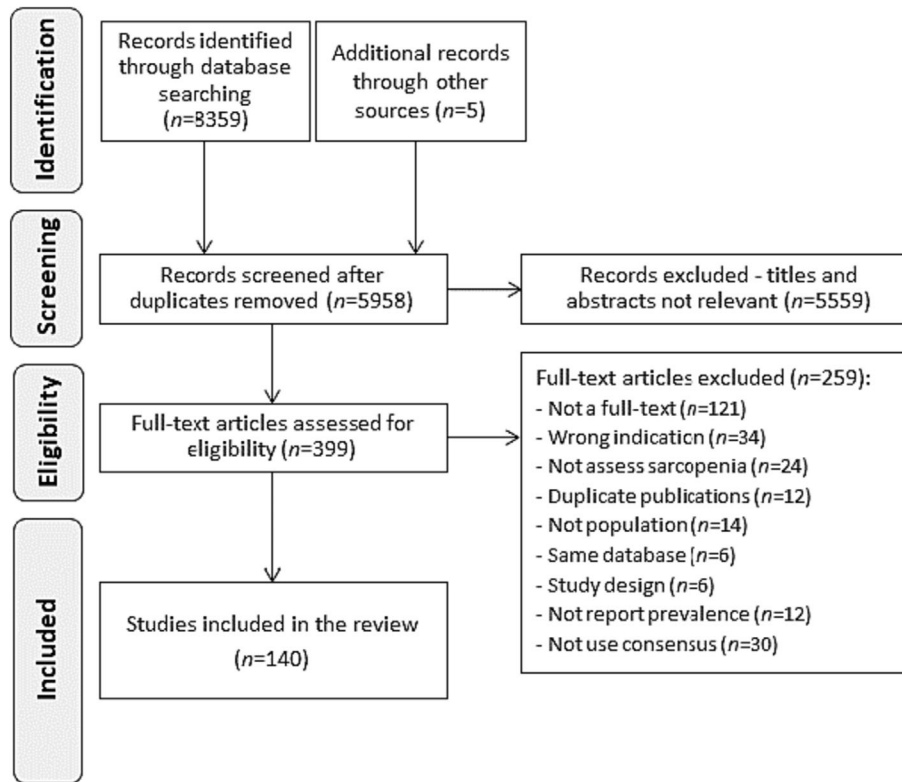 Identification
Records identified
through database
searching
(n=8359)
Additional records
through other
sources (n=5)
Screening
Records screened after
duplicates removed (n=5958)
Records excluded - titles and
abstracts not relevant (n=5559)
Eligibility
Full-text articles assessed for
eligibility (n=399)
Full-text articles excluded (n=259):
- Not a full-text (n=121)
- Wrong indication (n=34)
- Not assess sarcopenia (n=24)
- Duplicate publications (n=12)
- Not population (n=14)
- Same database (n=6)
- Study design (n=6)
- Not report prevalence (n=12)
- Not use consensus (n=30)
Included
Studies included in the review
(n=140)